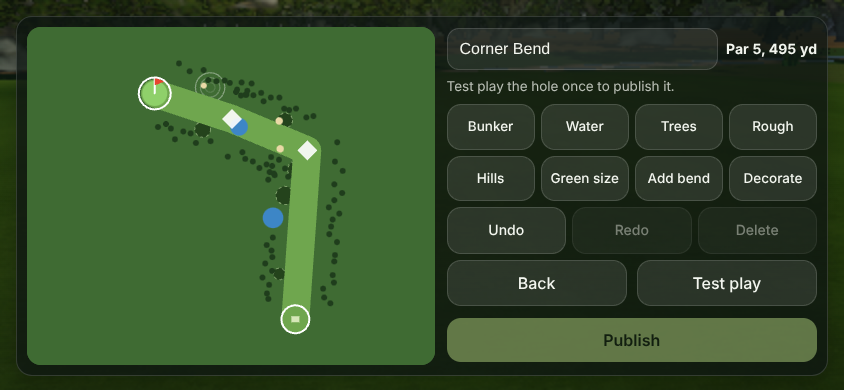 Corner Bend
Par 5, 495 yd
Test play the hole once to publish it.
Bunker
Water
Trees
Rough
Hills
Green size
Add bend
Decorate
Undo
Redo
Delete
Back
Test play
Publish